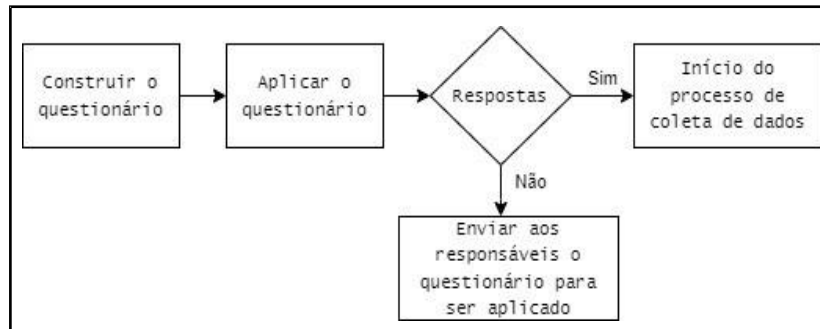 Construir o
questionário
Aplicar o
questionário
Respostas
Sim
Início do
processo de
coleta de dados
Não
Enviar aos
responsáveis o
questionário para
ser aplicado